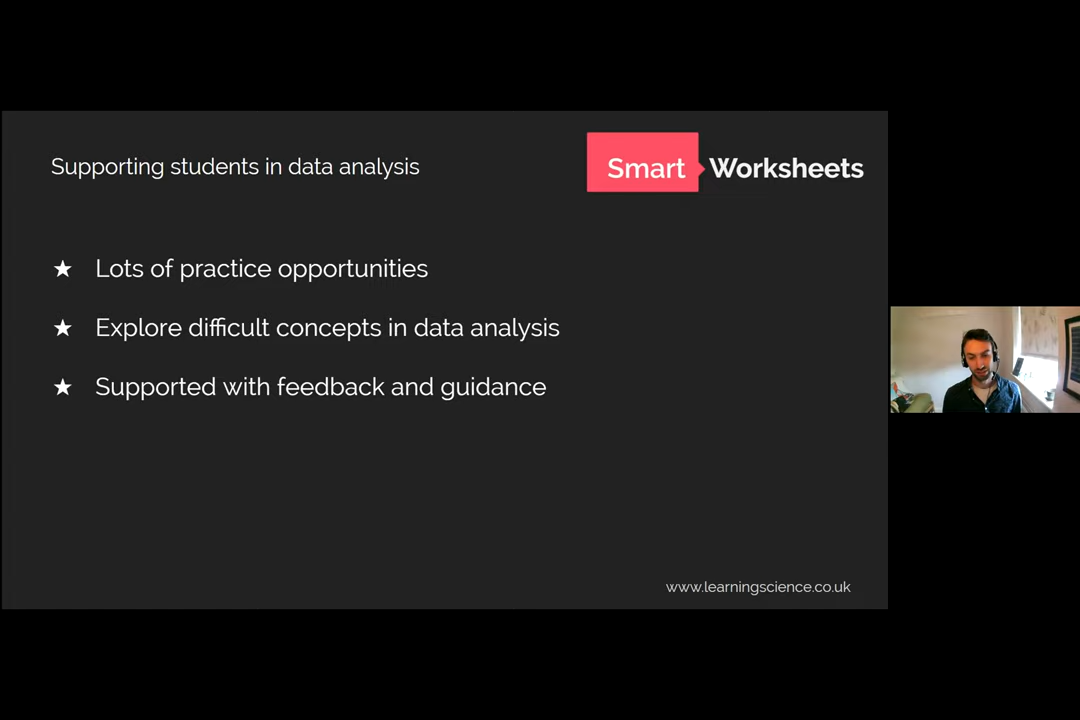 Supporting students in data analysis
Smart Worksheets
★ Lots of practice opportunities
★ Explore difficult concepts in data analysis
★ Supported with feedback and guidance
www.learningscience.co.uk